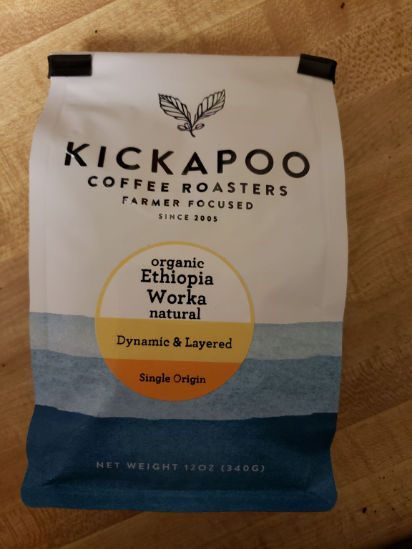 KICKAPOO
COFFEE ROASTERS
FARMER FOCUSED
SINCE 2005
organic
Ethiopia
Worka
natural
Dynamic & Layered
Single Origin
NET WEIGHT 12OZ (340G)